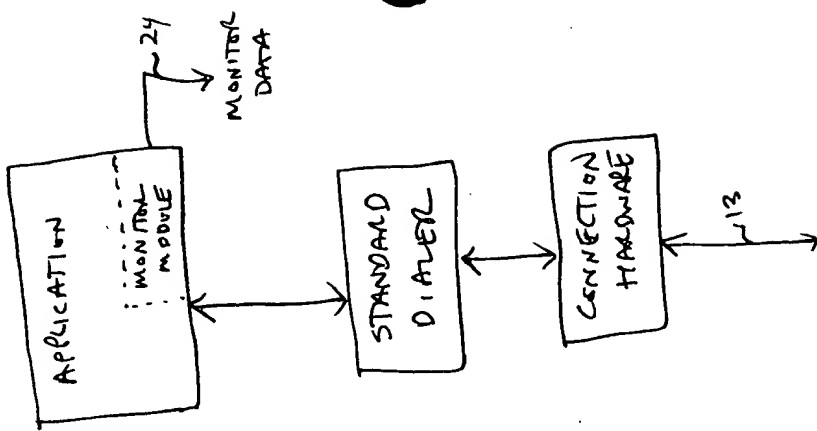 APPLICATION
MONITOR
MODULE
24
MONITOR
DATA
STANDARD
DIALER
CONNECTION
HARDWARE
13